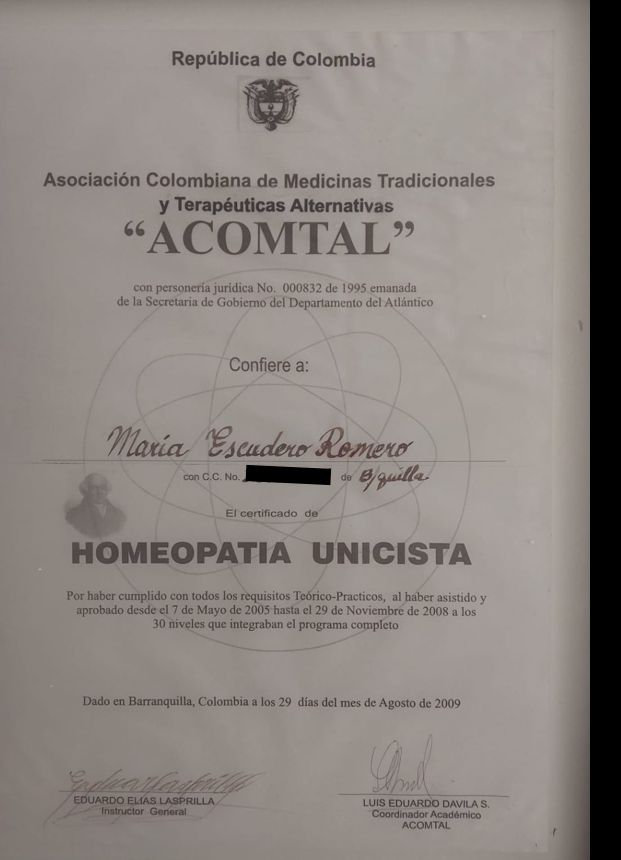 República de Colombia
Asociación Colombiana de Medicinas Tradicionales
y Terapéuticas Alternativas
“ACOMTAL”
con personería jurídica No. 000832 de 1995 emanada
de la Secretaria de Gobierno del Departamento del Atlántico
Confiere a:
María Escudero Romero
con C.C. No. de B/quilla
El certificado de
HOMEOPATIA UNICISTA
Por haber cumplido con todos los requisitos Teórico-Practicos, al haber asistido y
aprobado desde el 7 de Mayo de 2005 hasta el 29 de Noviembre de 2008 a los
30 niveles que integraban el programa completo
Dado en Barranquilla, Colombia a los 29 días del mes de Agosto de 2009
EDUARDO ELIAS LASPRILLA
Instructor General
LUIS EDUARDO DAVILA S.
Coordinador Académico
ACOMTAL